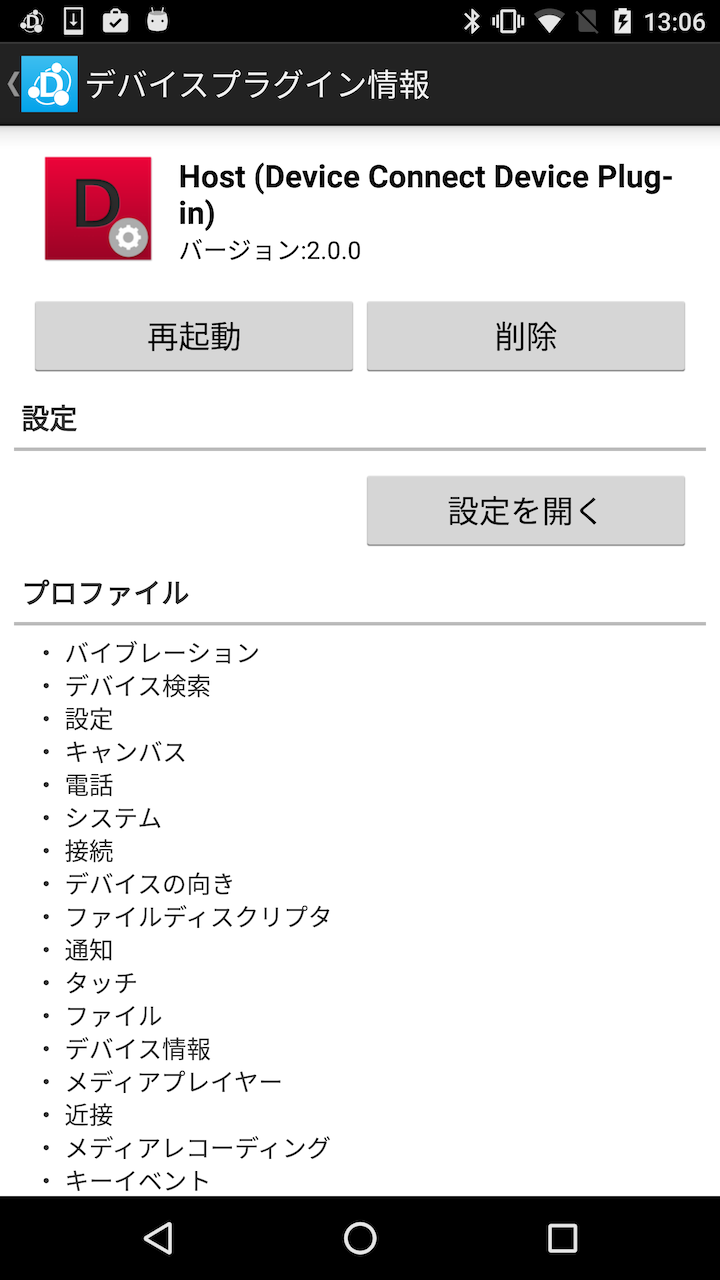 13:06
デバイスプラグイン情報
Host (Device Connect Device Plug-
in)
バージョン:2.0.0
再起動
削除
設定
設定を開く
プロファイル
・ バイブレーション
・ デバイス検索
・ 設定
・ キャンバス
・ 電話
・ システム
・ 接続
・ デバイスの向き
・ ファイルディスクリプタ
・ 通知
・ タッチ
・ ファイル
・ デバイス情報
・ メディアプレイヤー
・ 近接
・ メディアレコーディング
・ キーイベント